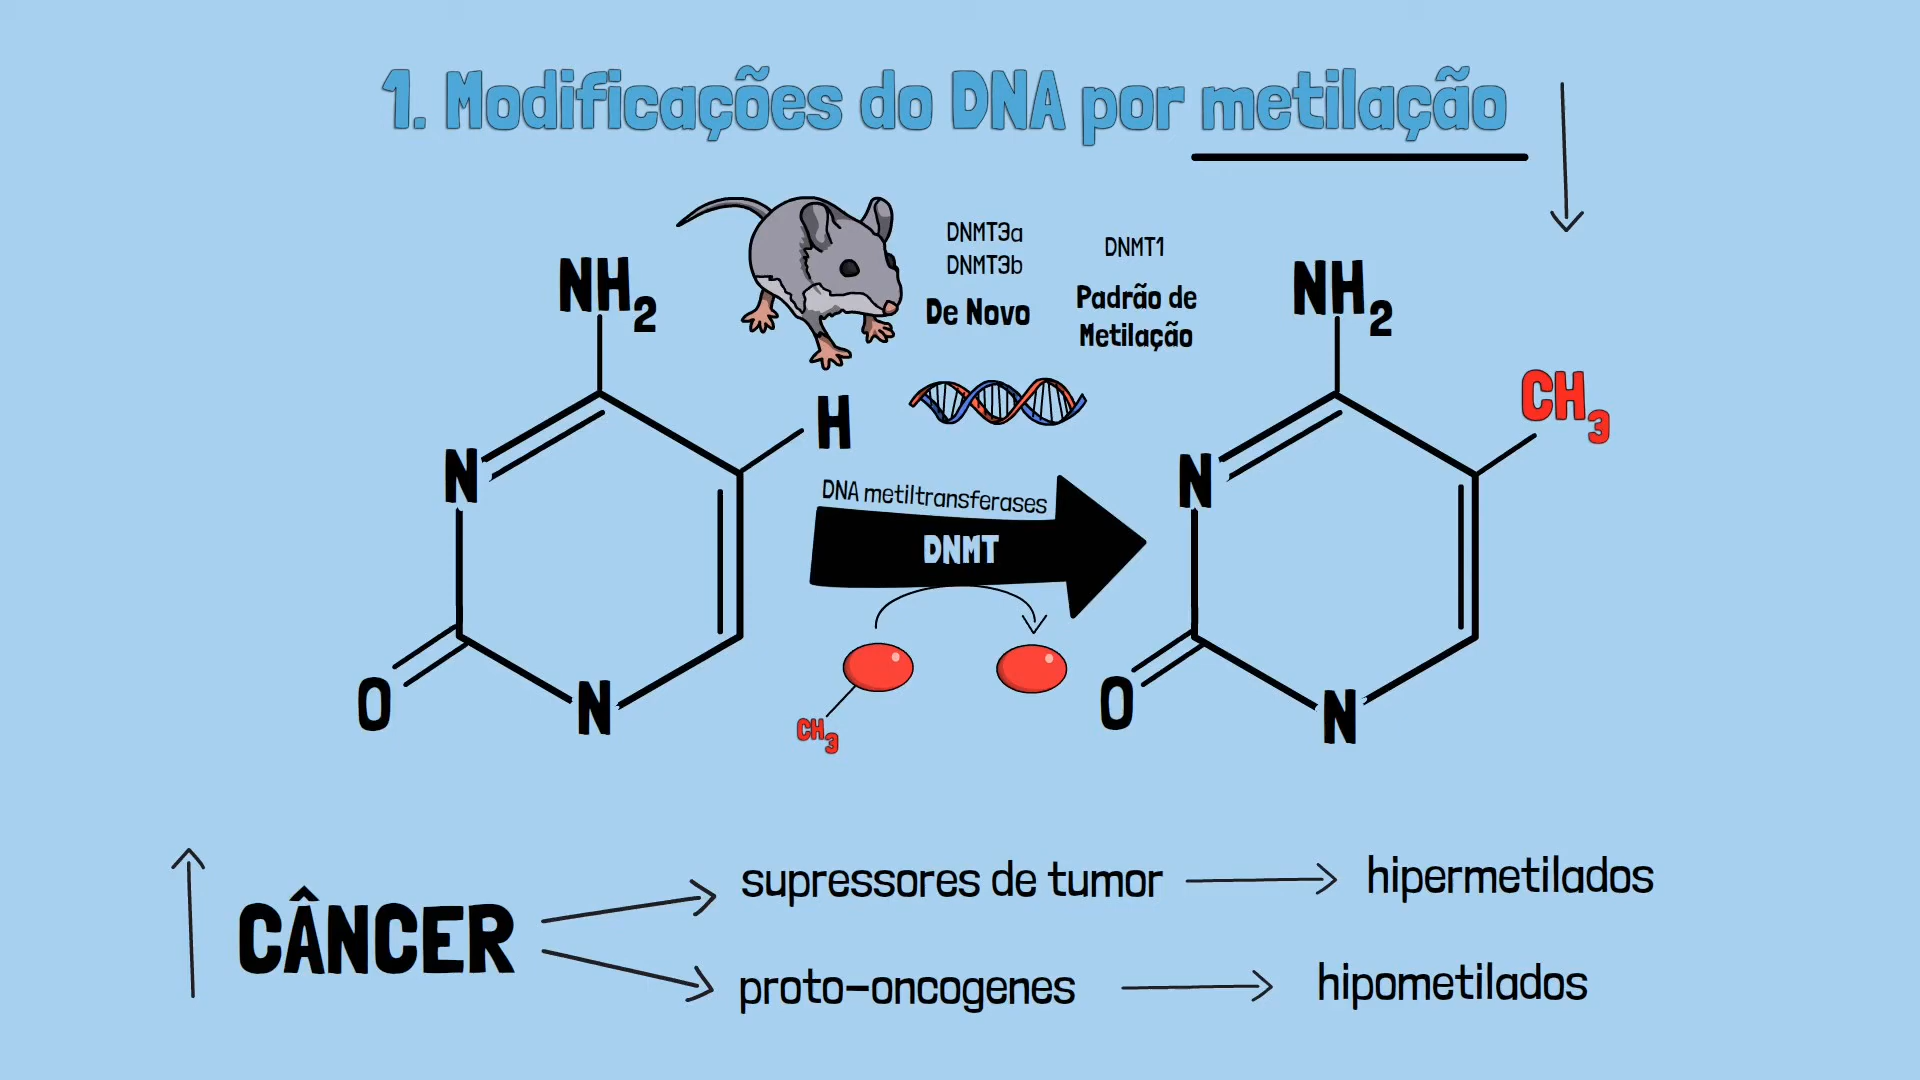 1. Modificações do DNA por metilação
DNMT3a
DNMT3b
De Novo
DNMT1
Padrão de
Metilação
NH2
H
N
O
N
DNA metiltransferases
DNMT
CH3
NH2
CH3
N
O
N
CÂNCER
supressores de tumor
hipermetilados
proto-oncogenes
hipometilados